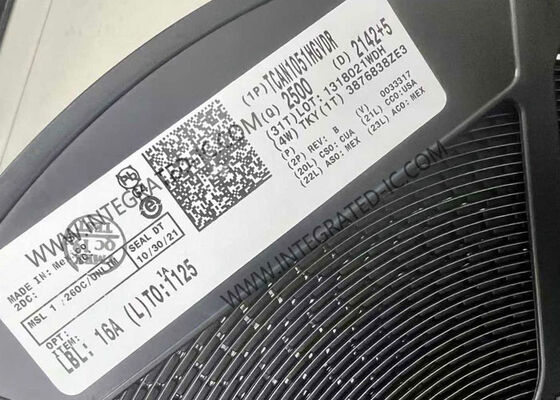 (1P) TCAN1051HGVDR
(Q) 2500 (D) 2142+5
(31T)LOT: 1318021WDH
(4W) TKY(1T) 3876838ZE3
(P)
(2P) REV: B (V) 0033317
(20L) CSO: CUA (21L) CCO:USA
(22L) ASO: MEX (23L) ACO: MEX
MADE IN:
2DC:
MSL 1 260C/UNLIM
SEAL DT
10/30/21
OPT:
ITEM: 1A
LBL: 16A (L)TO:1125
WWW.INTEGRATED-IC.COM
WWW.INTEGRATED-IC.COM